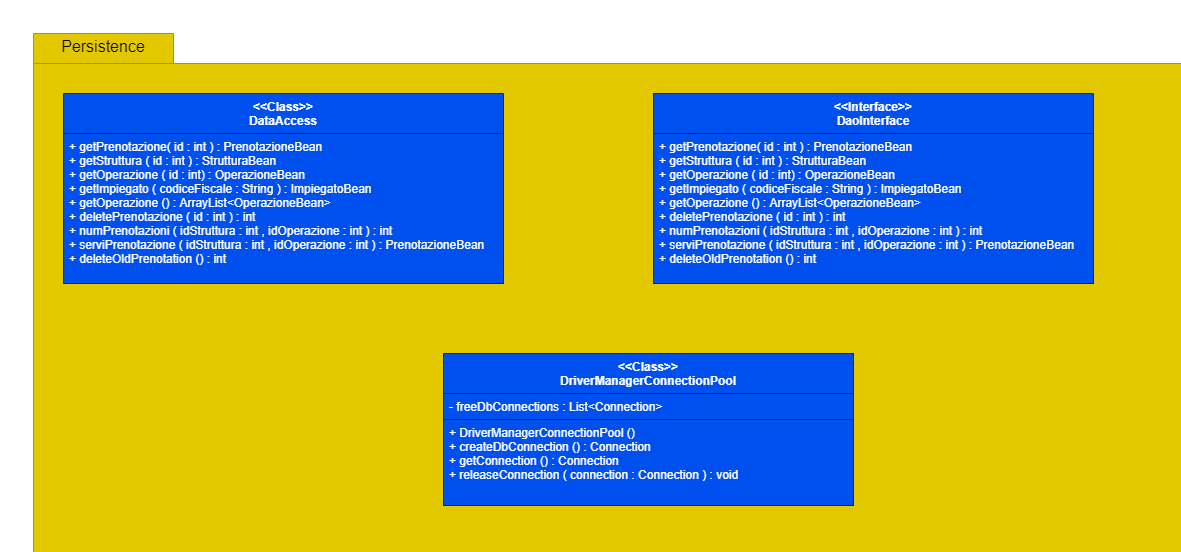 Persistence
<<Class>>
DataAccess
+ getPrenotazione( id : int ) : PrenotazioneBean
+ getStruttura ( id : int ) : StrutturaBean
+ getOperazione ( id : int) : OperazioneBean
+ getImpiegato ( codiceFiscale : String ) : ImpiegatoBean
+ getOperazione () : ArrayList<OperazioneBean>
+ deletePrenotazione ( id : int ) : int
+ numPrenotazioni ( idStruttura : int , idOperazione : int ) : int
+ serviPrenotazione ( idStruttura : int , idOperazione : int ) : PrenotazioneBean
+ deleteOldPrenotation () : int
<<Interface>>
DaoInterface
+ getPrenotazione( id : int ) : PrenotazioneBean
+ getStruttura ( id : int ) : StrutturaBean
+ getOperazione ( id : int) : OperazioneBean
+ getImpiegato ( codiceFiscale : String ) : ImpiegatoBean
+ getOperazione () : ArrayList<OperazioneBean>
+ deletePrenotazione ( id : int ) : int
+ numPrenotazioni ( idStruttura : int , idOperazione : int ) : int
+ serviPrenotazione ( idStruttura : int , idOperazione : int ) : PrenotazioneBean
+ deleteOldPrenotation () : int
<<Class>>
DriverManagerConnectionPool
- freeDbConnections : List<Connection>
+ DriverManagerConnectionPool ()
+ createDbConnection () : Connection
+ getConnection () : Connection
+ releaseConnection ( connection : Connection ) : void